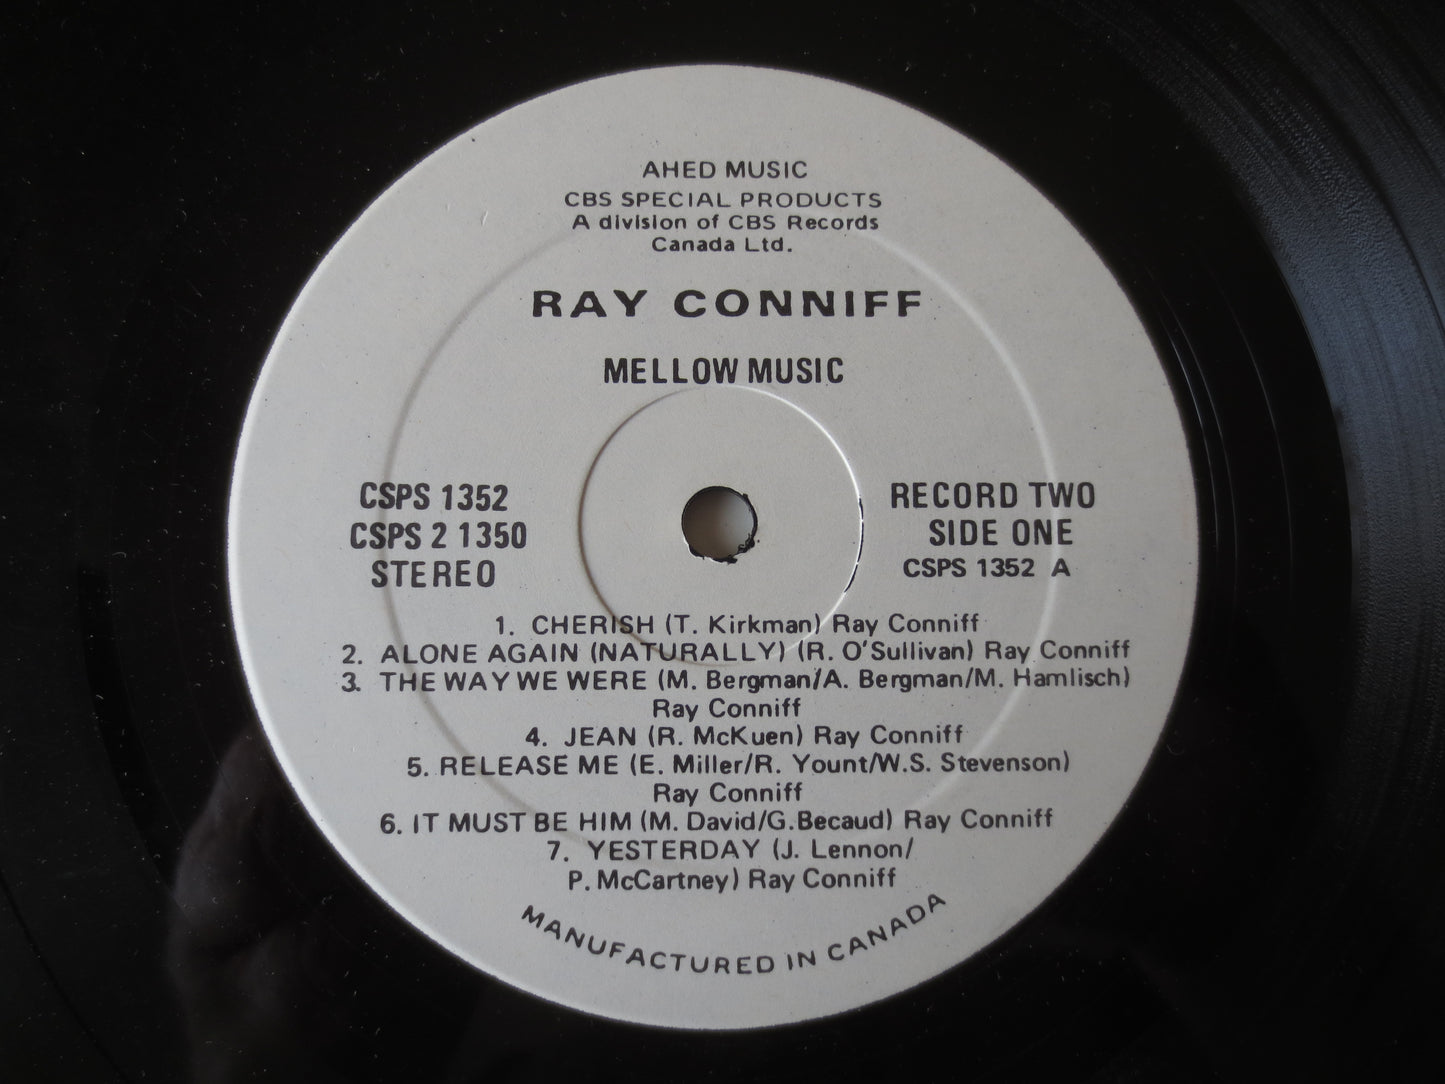 AHED MUSIC
CBS SPECIAL PRODUCTS
A division of CBS Records
Canada Ltd.
RAY CONNIFF
MELLOW MUSIC
CSPS 1352
CSPS 2 1350
STEREO
RECORD TWO
SIDE ONE
CSPS 1352 A
1. CHERISH (T. Kirkman) Ray Conniff
2. ALONE AGAIN (NATURALLY) (R. O'Sullivan) Ray Conniff
3. THE WAY WE WERE (M. Bergman/A. Bergman/M. Hamlisch)
Ray Conniff
4. JEAN (R. McKuen) Ray Conniff
5. RELEASE ME (E. Miller/R. Yount/W.S. Stevenson)
Ray Conniff
6. IT MUST BE HIM (M. David/G.Becaud) Ray Conniff
7. YESTERDAY (J. Lennon/
P. McCartney) Ray Conniff
MANUFACTURED IN CANADA